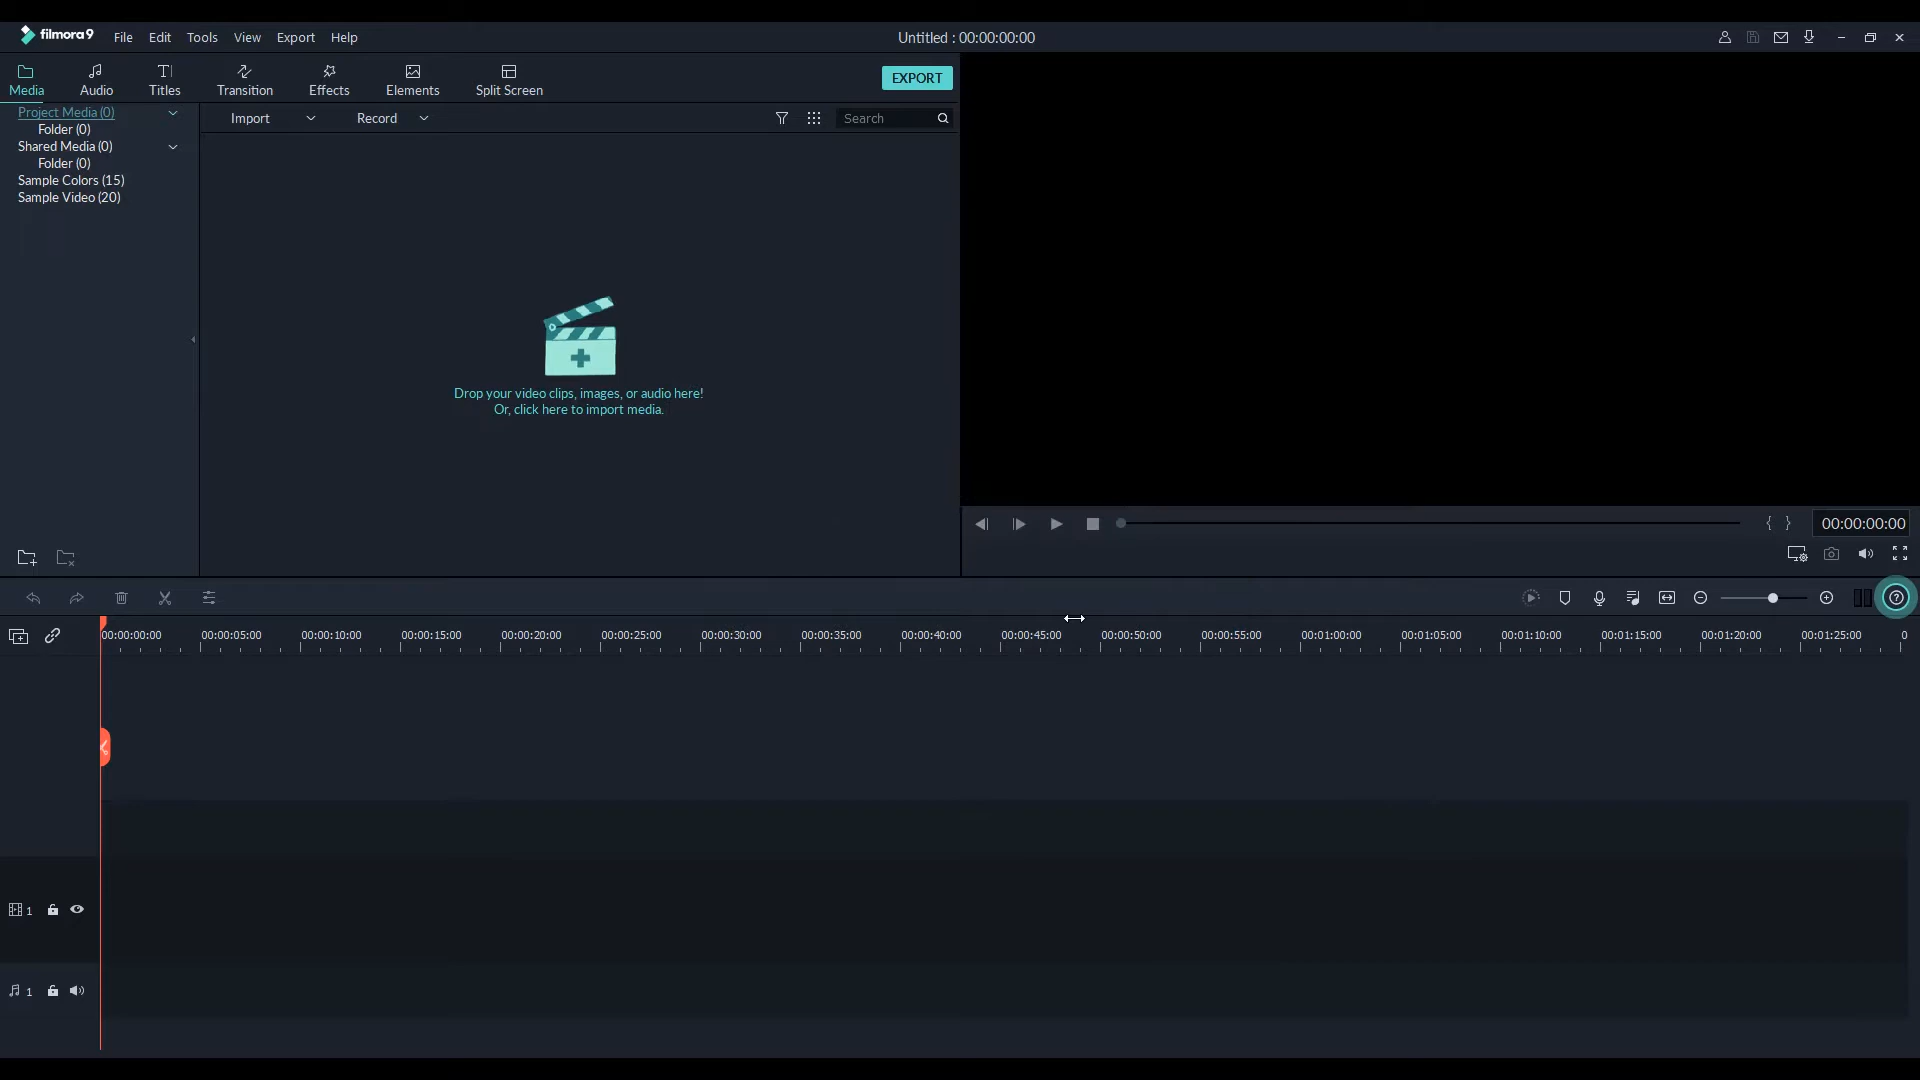 filmora9 File Edit Tools View Export Help Untitled : 00:00:00:00
Media Audio Titles Transition Effects Elements Split Screen EXPORT
Project Media (0)
Folder (0)
Shared Media (0)
Folder (0)
Sample Colors (15)
Sample Video (20)
Import Record Search
Drop your video clips, images, or audio here!
Or, click here to import media.
00:00:00:00
00:00:00:00 00:00:05:00 00:00:10:00 00:00:15:00 00:00:20:00 00:00:25:00 00:00:30:00 00:00:35:00 00:00:40:00 00:00:45:00 00:00:50:00 00:00:55:00 00:01:00:00 00:01:05:00 00:01:10:00 00:01:15:00 00:01:20:00 00:01:25:00 0
1
1